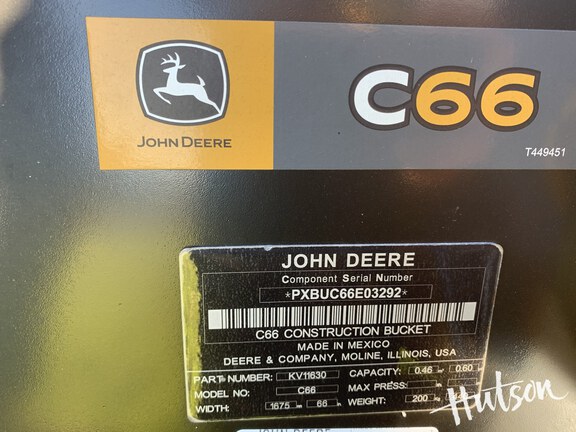 JOHN DEERE
C66
T449451
JOHN DEERE
Component Serial Number
*PXBUC66E03292*
C66 CONSTRUCTION BUCKET
MADE IN MEXICO
DEERE & COMPANY, MOLINE, ILLINOIS, USA
PART NUMBER: KV11630 CAPACITY: 0.46 0.60
MODEL NO: C66 MAX PRESS:
WIDTH: 1675 66 WEIGHT: 200
Hutson
JOHN DEERE